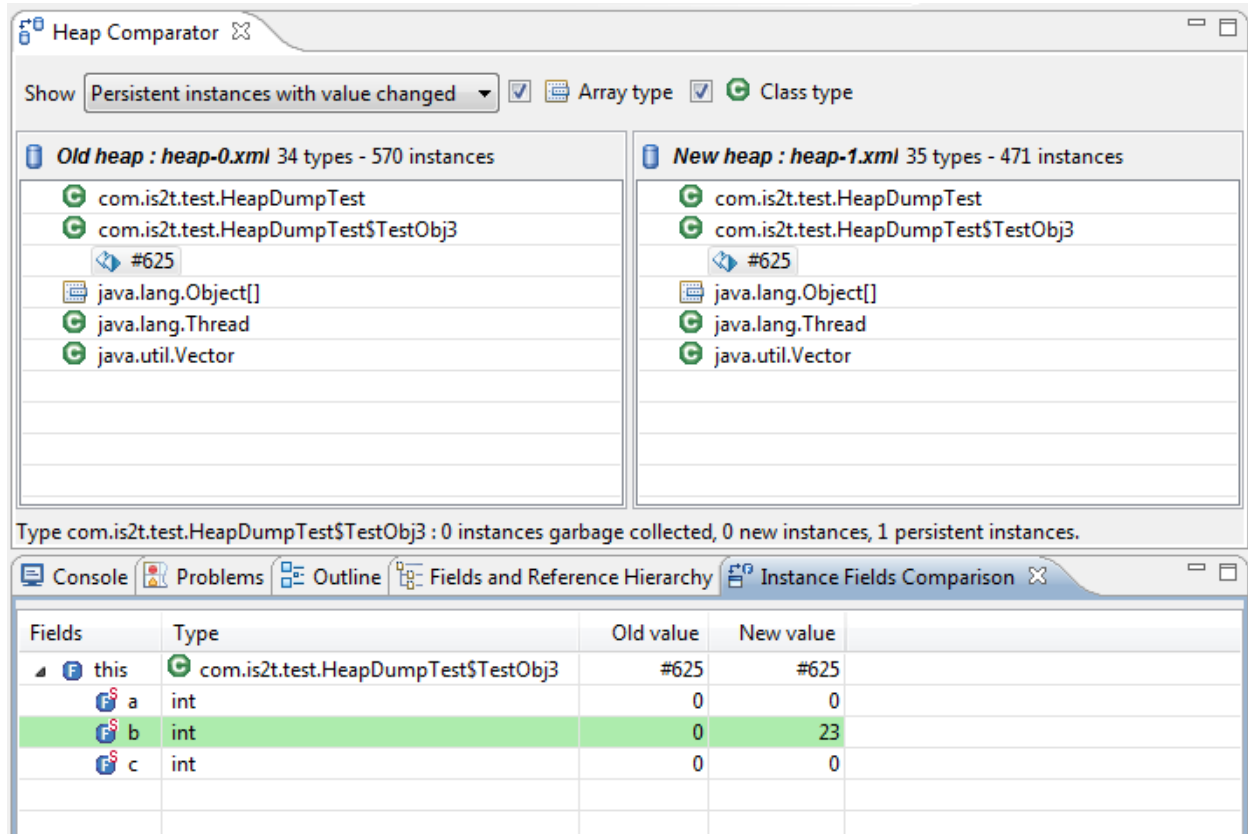 Heap Comparator
Show Persistent instances with value changed Array type Class type
Old heap : heap-0.xml 34 types - 570 instances
com.is2t.test.HeapDumpTest
com.is2t.test.HeapDumpTest$TestObj3
#625
java.lang.Object[]
java.lang.Thread
java.util.Vector
New heap : heap-1.xml 35 types - 471 instances
com.is2t.test.HeapDumpTest
com.is2t.test.HeapDumpTest$TestObj3
#625
java.lang.Object[]
java.lang.Thread
java.util.Vector
Type com.is2t.test.HeapDumpTest$TestObj3 : 0 instances garbage collected, 0 new instances, 1 persistent instances.
Console Problems Outline Fields and Reference Hierarchy Instance Fields Comparison
Fields Type Old value New value
this com.is2t.test.HeapDumpTest$TestObj3 #625 #625
a int 0 0
b int 0 23
c int 0 0